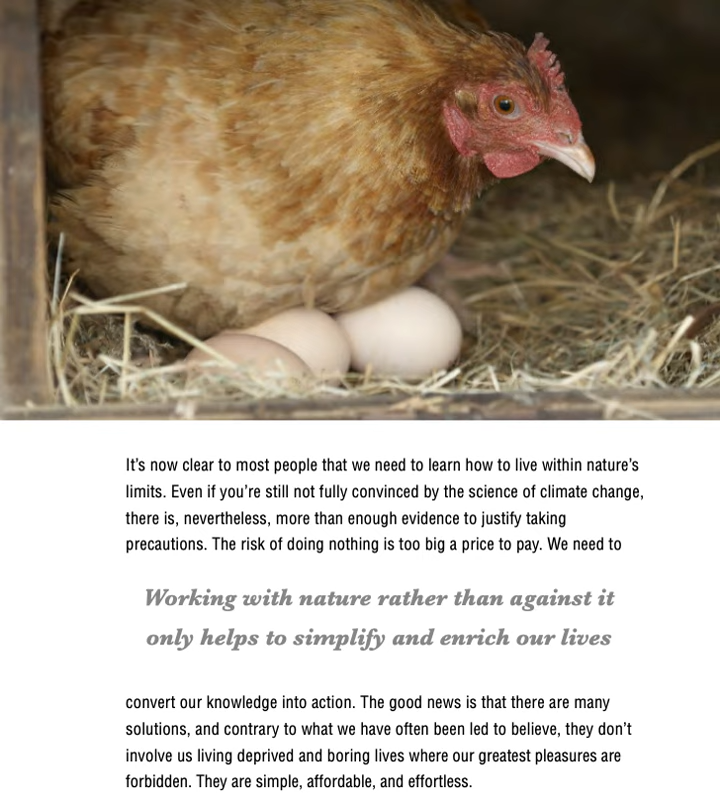 It’s now clear to most people that we need to learn how to live within nature’s
limits. Even if you’re still not fully convinced by the science of climate change,
there is, nevertheless, more than enough evidence to justify taking
precautions. The risk of doing nothing is too big a price to pay. We need to
Working with nature rather than against it
only helps to simplify and enrich our lives
convert our knowledge into action. The good news is that there are many
solutions, and contrary to what we have often been led to believe, they don’t
involve us living deprived and boring lives where our greatest pleasures are
forbidden. They are simple, affordable, and effortless.